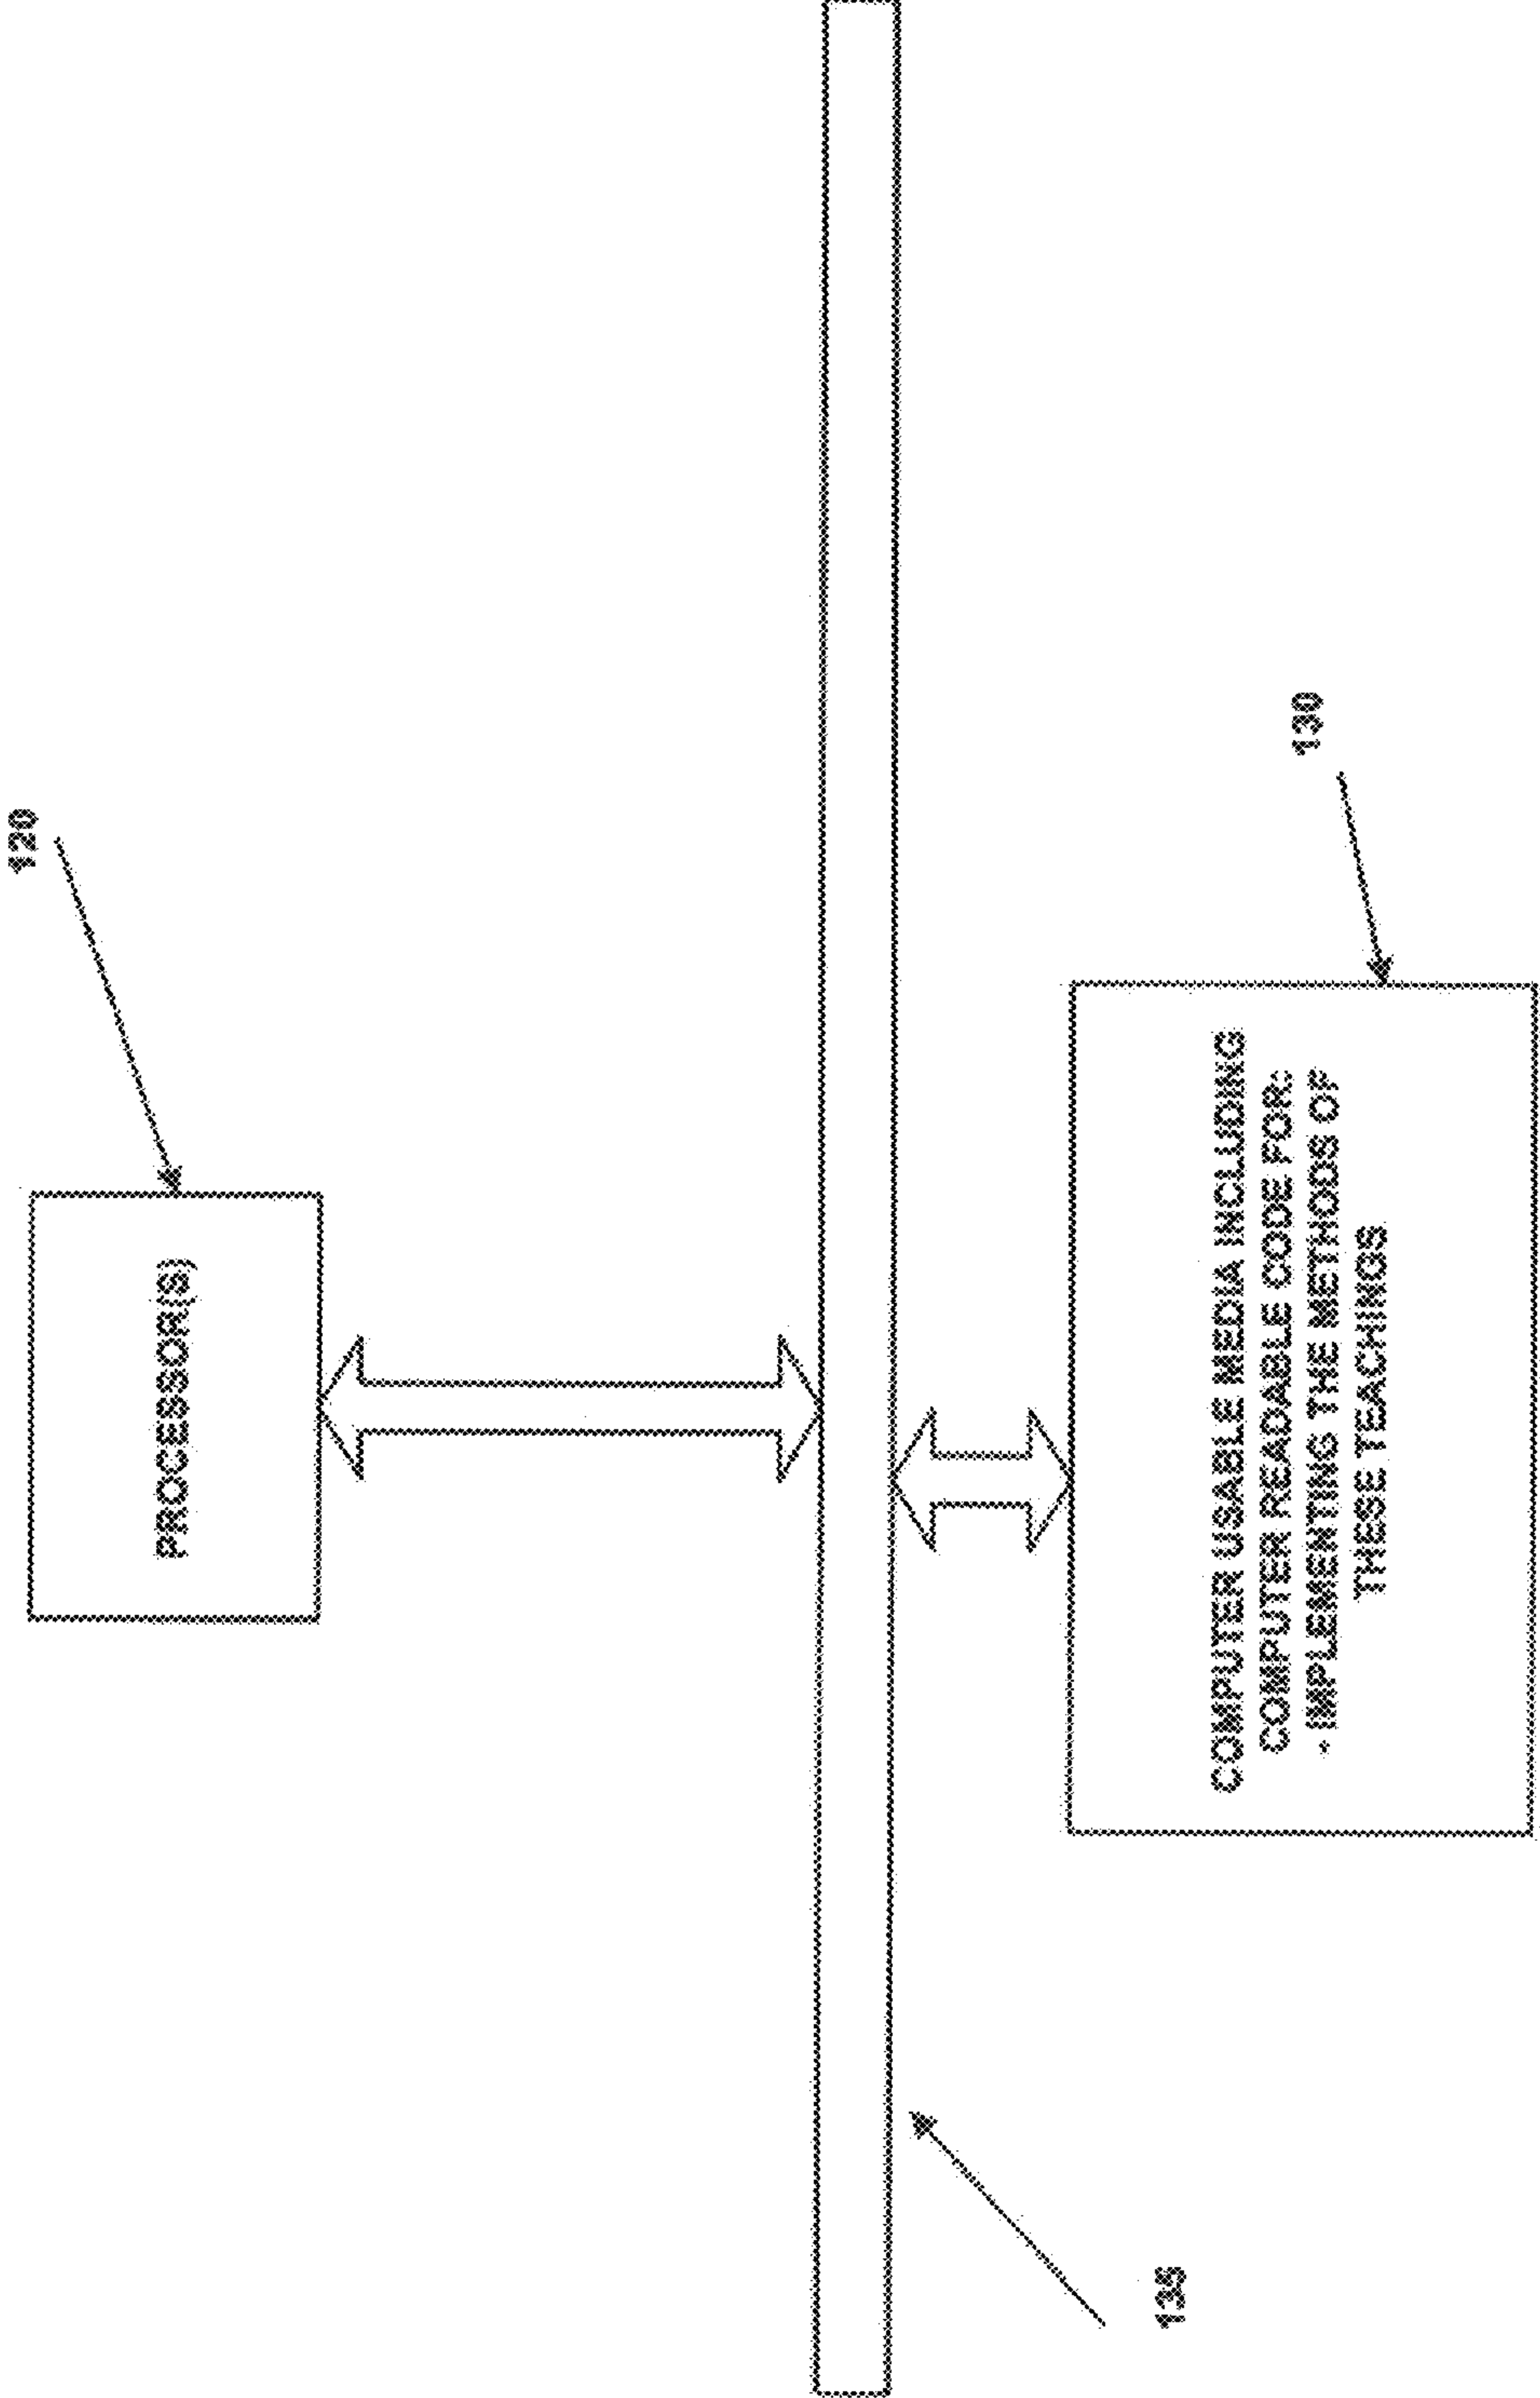 120
PROCESSOR(S)
135
COMPUTER USABLE MEDIA INCLUDING
COMPUTER READABLE CODE FOR:
- IMPLEMENTING THE METHODS OF
THESE TEACHINGS
130